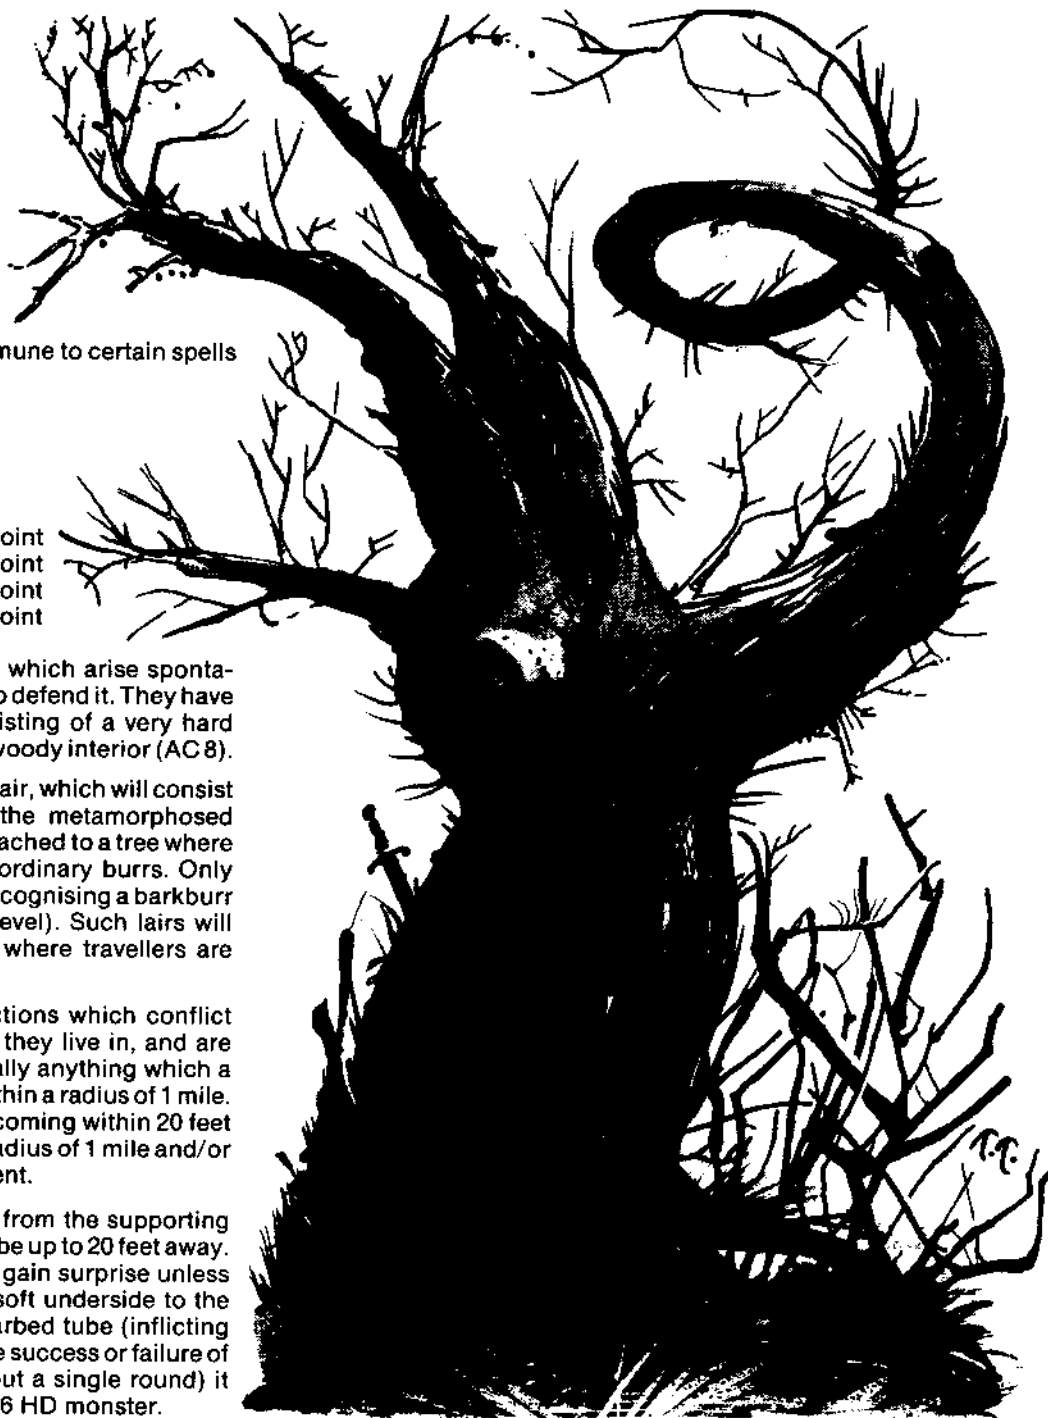 mune to certain spells
oint
oint
oint
oint
which arise sponta-
o defend it. They have
isting of a very hard
woody interior (AC 8).
air, which will consist
the metamorphosed
ached to a tree where
ordinary burrs. Only
cognising a barkburr
evel). Such lairs will
where travellers are
ctions which conflict
they live in, and are
ally anything which a
thin a radius of 1 mile.
coming within 20 feet
adius of 1 mile and/or
ent.
from the supporting
be up to 20 feet away.
gain surprise unless
soft underside to the
arbed tube (inflicting
e success or failure of
out a single round) it
6 HD monster.